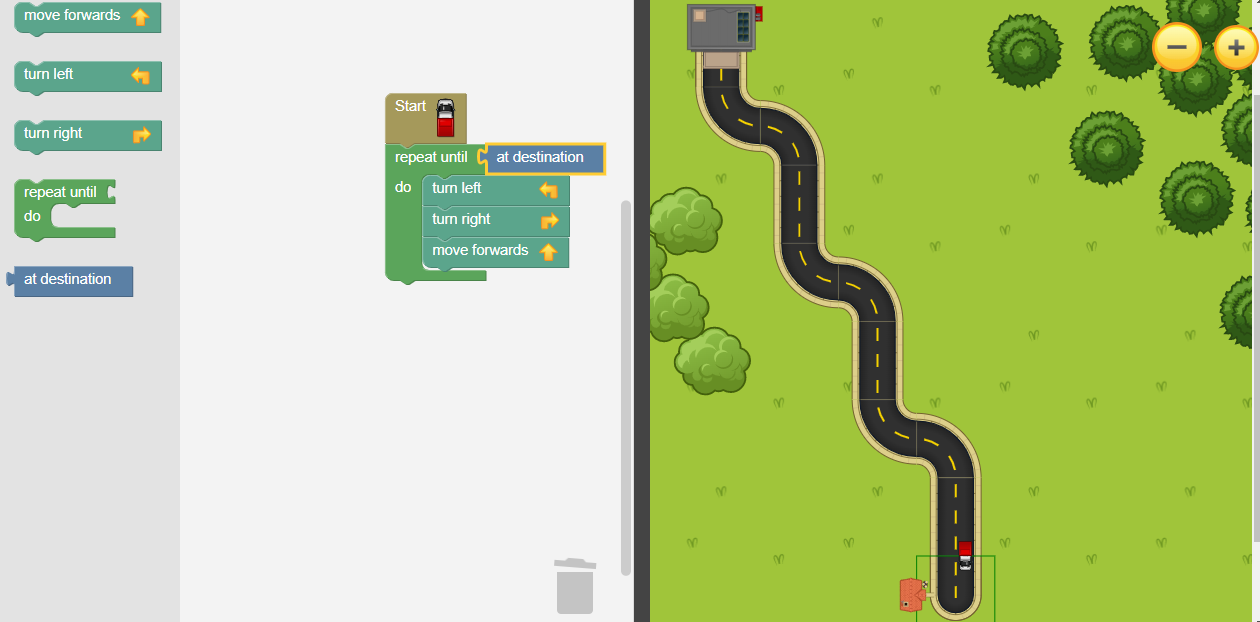 move forwards
turn left
turn right
repeat until
do
at destination
Start
repeat until at destination
do turn left
turn right
move forwards